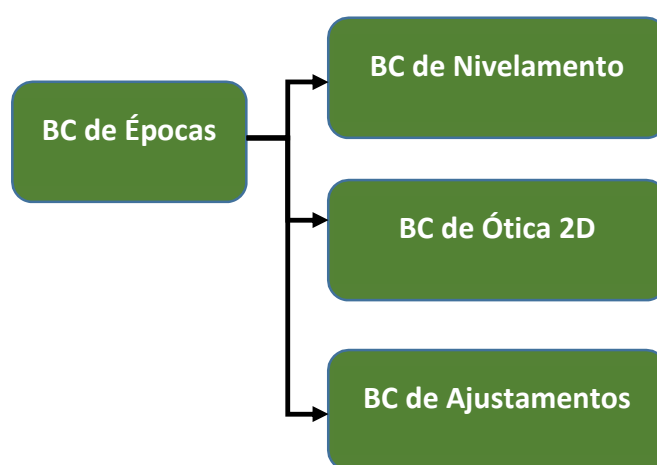 BC de Nivelamento
BC de Épocas
BC de Ótica 2D
BC de Ajustamentos